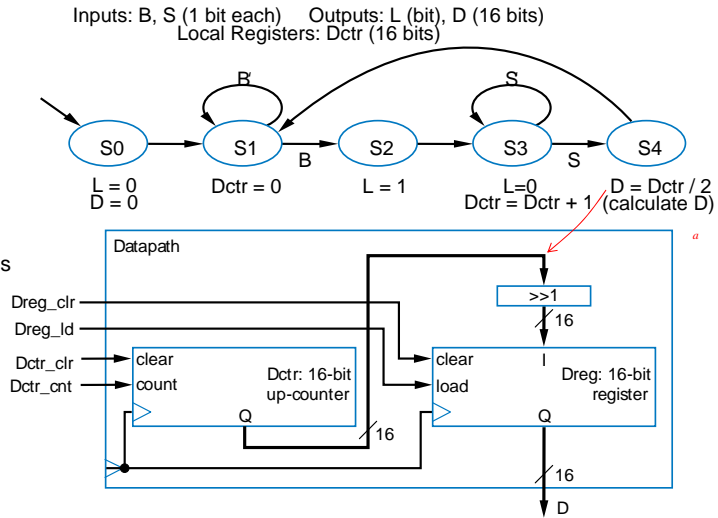 Inputs: B, S (1 bit each) Outputs: L (bit), D (16 bits)
Local Registers: Dctr (16 bits)
B′
S
S0
S1
S2
S3
S4
B
S
L = 0
D = 0
Dctr = 0
L = 1
L=0
Dctr = Dctr + 1
D = Dctr / 2
(calculate D)
a
s
Datapath
Dreg_clr
Dreg_ld
Dctr_clr
Dctr_cnt
>>1
16
clear
count
Dctr: 16-bit
up-counter
Q
16
clear
load
I
Dreg: 16-bit
register
Q
16
D